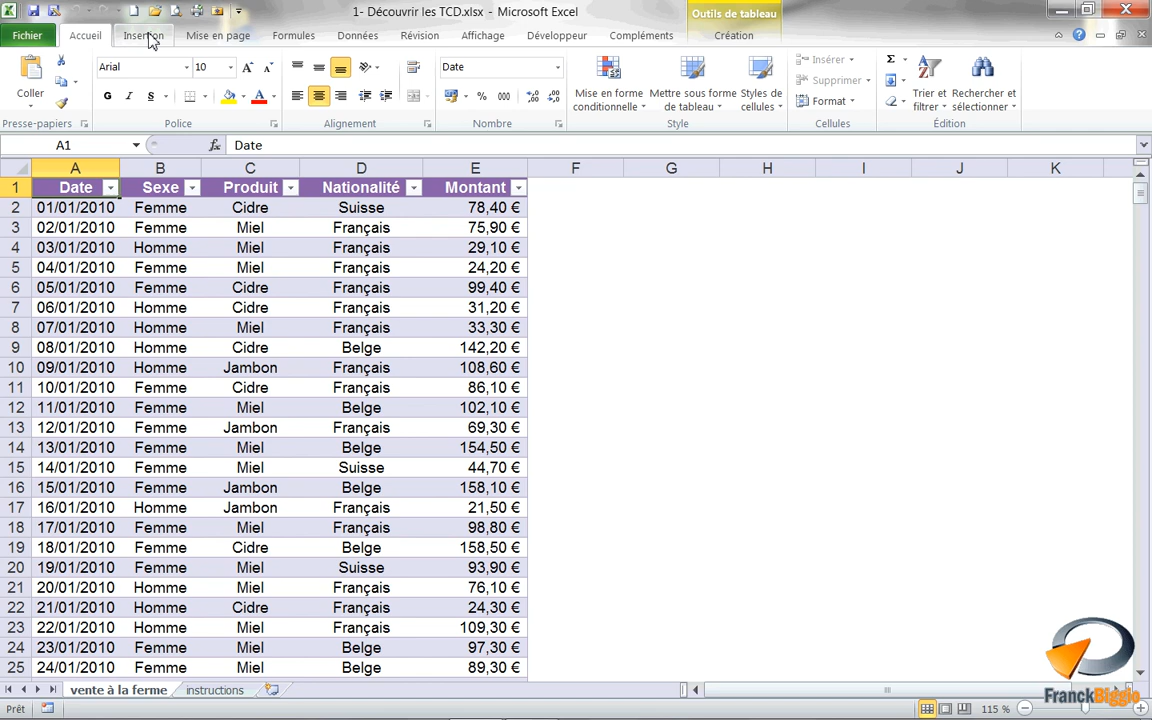 1- Découvrir les TCD.xlsx - Microsoft Excel
Outils de tableau
Fichier Accueil Insertion Mise en page Formules Données Révision Affichage Développeur Compléments Création
Coller
Presse-papiers
Arial 10
G I S
Police
Alignement
Date
% 000
Nombre
Mise en forme conditionnelle
Mettre sous forme de tableau
Styles de cellules
Style
Insérer
Supprimer
Format
Cellules
Σ
Trier et filtrer
Rechercher et sélectionner
Édition
A1 fx Date
A B C D E F G H I J K
1 Date Sexe Produit Nationalité Montant
2 01/01/2010 Femme Cidre Suisse 78,40 €
3 02/01/2010 Femme Miel Français 75,90 €
4 03/01/2010 Homme Miel Français 29,10 €
5 04/01/2010 Femme Miel Français 24,20 €
6 05/01/2010 Femme Cidre Français 99,40 €
7 06/01/2010 Homme Cidre Français 31,20 €
8 07/01/2010 Homme Miel Français 33,30 €
9 08/01/2010 Homme Cidre Belge 142,20 €
10 09/01/2010 Homme Jambon Français 108,60 €
11 10/01/2010 Femme Cidre Français 86,10 €
12 11/01/2010 Femme Miel Belge 102,10 €
13 12/01/2010 Femme Jambon Français 69,30 €
14 13/01/2010 Femme Miel Belge 154,50 €
15 14/01/2010 Femme Miel Suisse 44,70 €
16 15/01/2010 Femme Jambon Belge 158,10 €
17 16/01/2010 Homme Jambon Français 21,50 €
18 17/01/2010 Femme Miel Français 98,80 €
19 18/01/2010 Femme Cidre Belge 158,50 €
20 19/01/2010 Femme Miel Suisse 93,90 €
21 20/01/2010 Homme Miel Français 76,10 €
22 21/01/2010 Homme Cidre Français 24,30 €
23 22/01/2010 Homme Miel Français 109,30 €
24 23/01/2010 Femme Miel Belge 97,30 €
25 24/01/2010 Femme Miel Belge 89,30 €
vente à la ferme instructions
FranckBiggio
Prêt 115 %